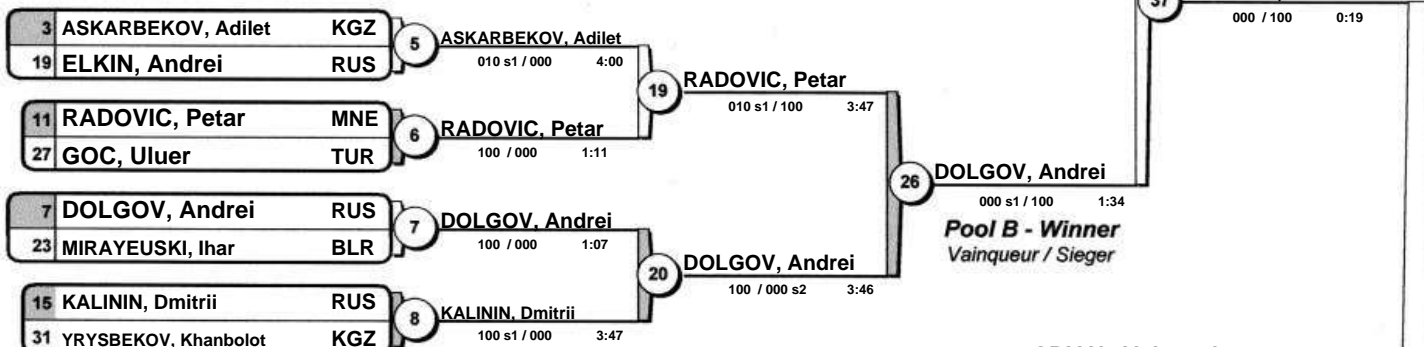 37
000 / 100 0:19
3 ASKARBEKOV, Adilet KGZ
19 ELKIN, Andrei RUS
5
ASKARBEKOV, Adilet
010 s1 / 000 4:00
11 RADOVIC, Petar MNE
27 GOC, Uluer TUR
6
RADOVIC, Petar
100 / 000 1:11
19
RADOVIC, Petar
010 s1 / 100 3:47
7 DOLGOV, Andrei RUS
23 MIRAYEUSKI, Ihar BLR
7
DOLGOV, Andrei
100 / 000 1:07
15 KALININ, Dmitrii RUS
31 YRYSBEKOV, Khanbolot KGZ
8
KALININ, Dmitrii
100 s1 / 000 3:47
20
DOLGOV, Andrei
100 / 000 s2 3:46
26
DOLGOV, Andrei
000 s1 / 100 1:34
Pool B - Winner
Vainqueur / Sieger